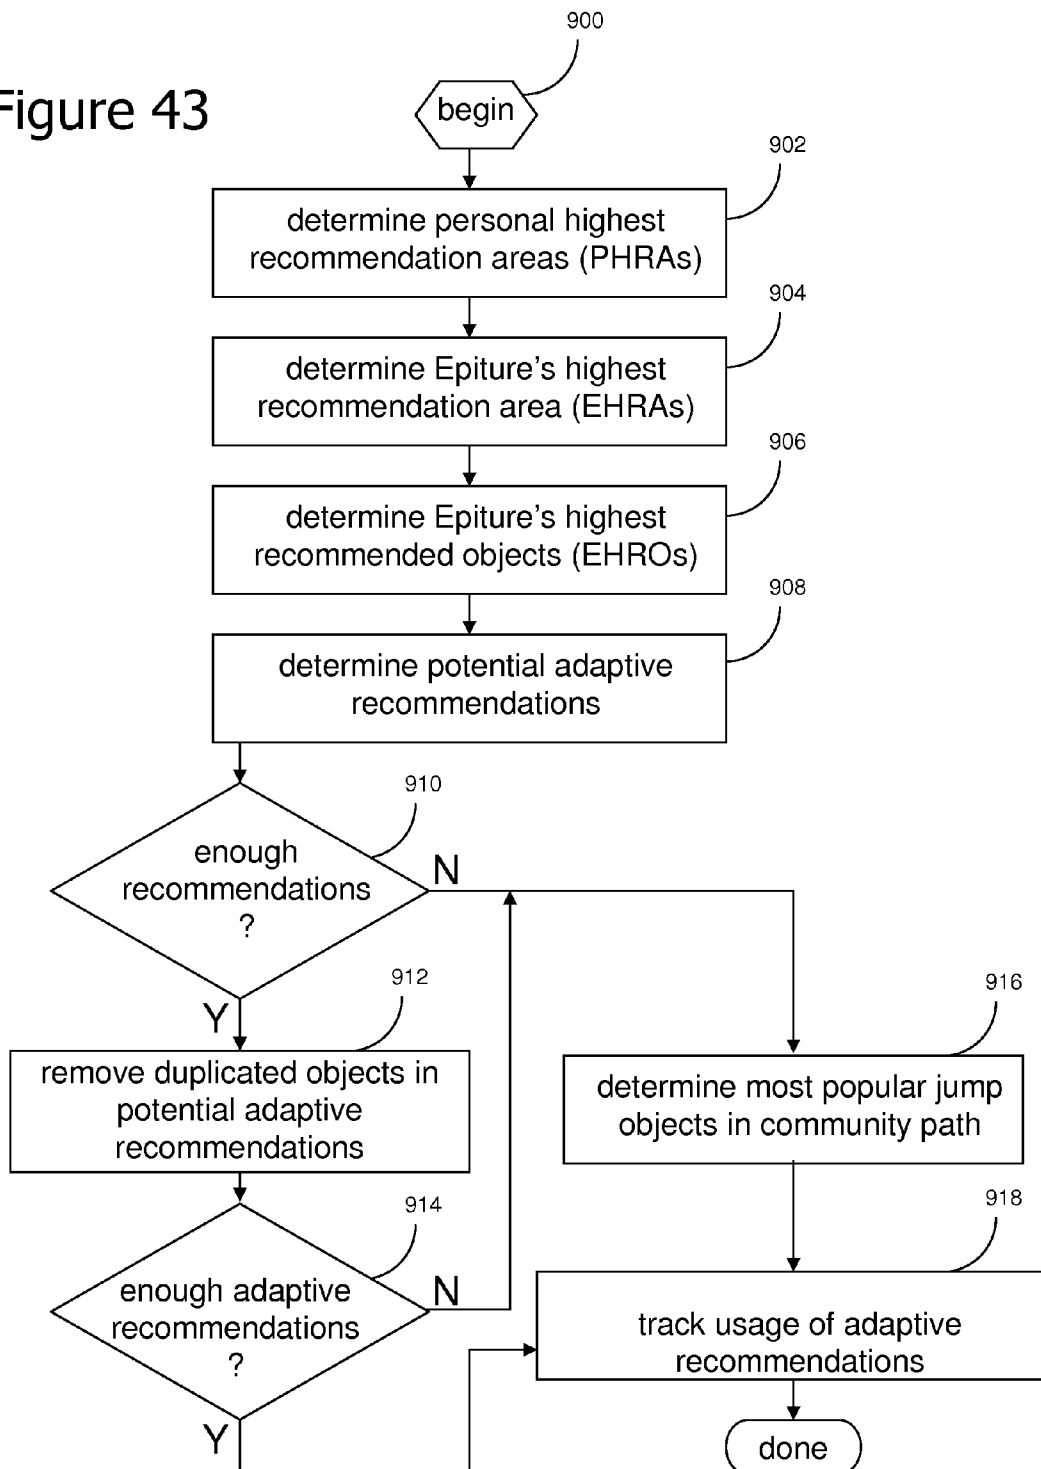 900
Figure 43
begin
902
determine personal highest
recommendation areas (PHRAs)
904
determine Epiture's highest
recommendation area (EHRAs)
906
determine Epiture's highest
recommended objects (EHROs)
908
determine potential adaptive
recommendations
910
enough
recommendations
?
N
Y
912
remove duplicated objects in
potential adaptive
recommendations
916
determine most popular jump
objects in community path
914
enough adaptive
recommendations
?
N
Y
918
track usage of adaptive
recommendations
done